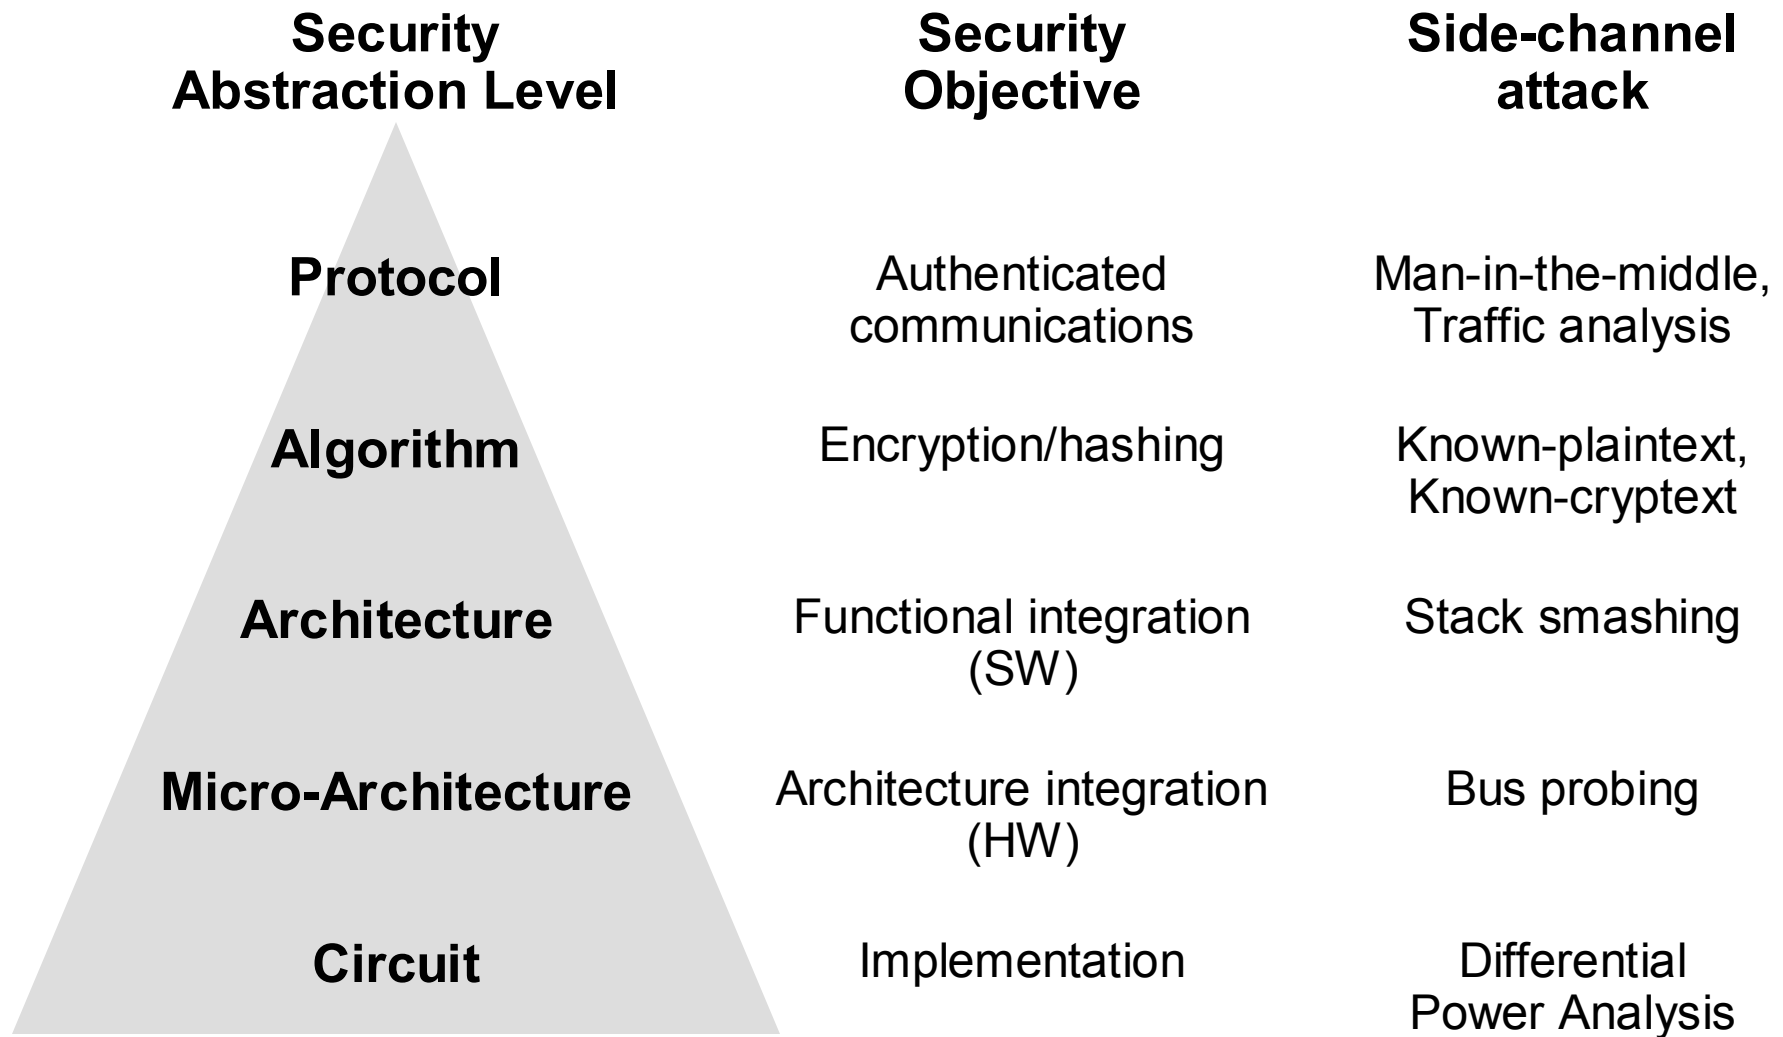 Security
Abstraction Level
Security
Objective
Side-channel
attack
Protocol
Authenticated
communications
Man-in-the-middle,
Traffic analysis
Algorithm
Encryption/hashing
Known-plaintext,
Known-cryptext
Architecture
Functional integration
(SW)
Stack smashing
Micro-Architecture
Architecture integration
(HW)
Bus probing
Circuit
Implementation
Differential
Power Analysis